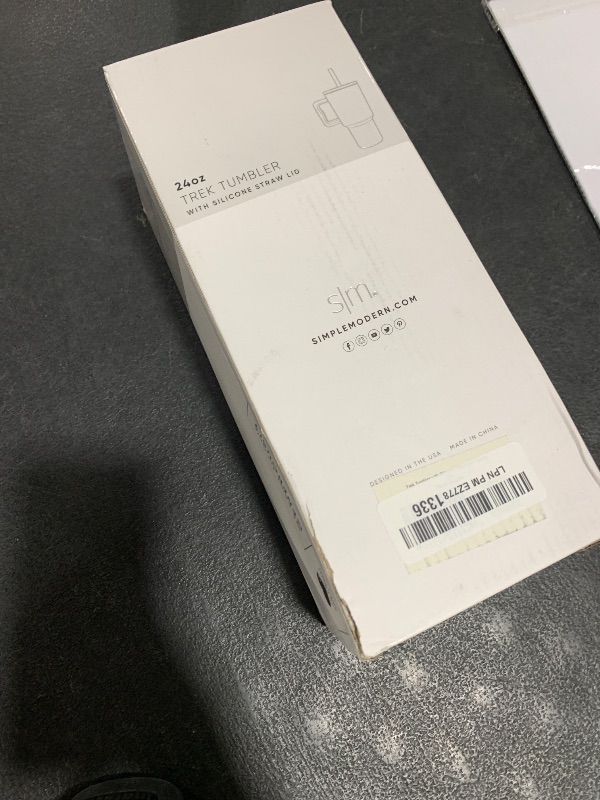 24oz
TREK TUMBLER
WITH SILICONE STRAW LID
s|m.
SIMPLEMODERN.COM
DESIGNED IN THE USA MADE IN CHINA
LPN PM EZ778 1336